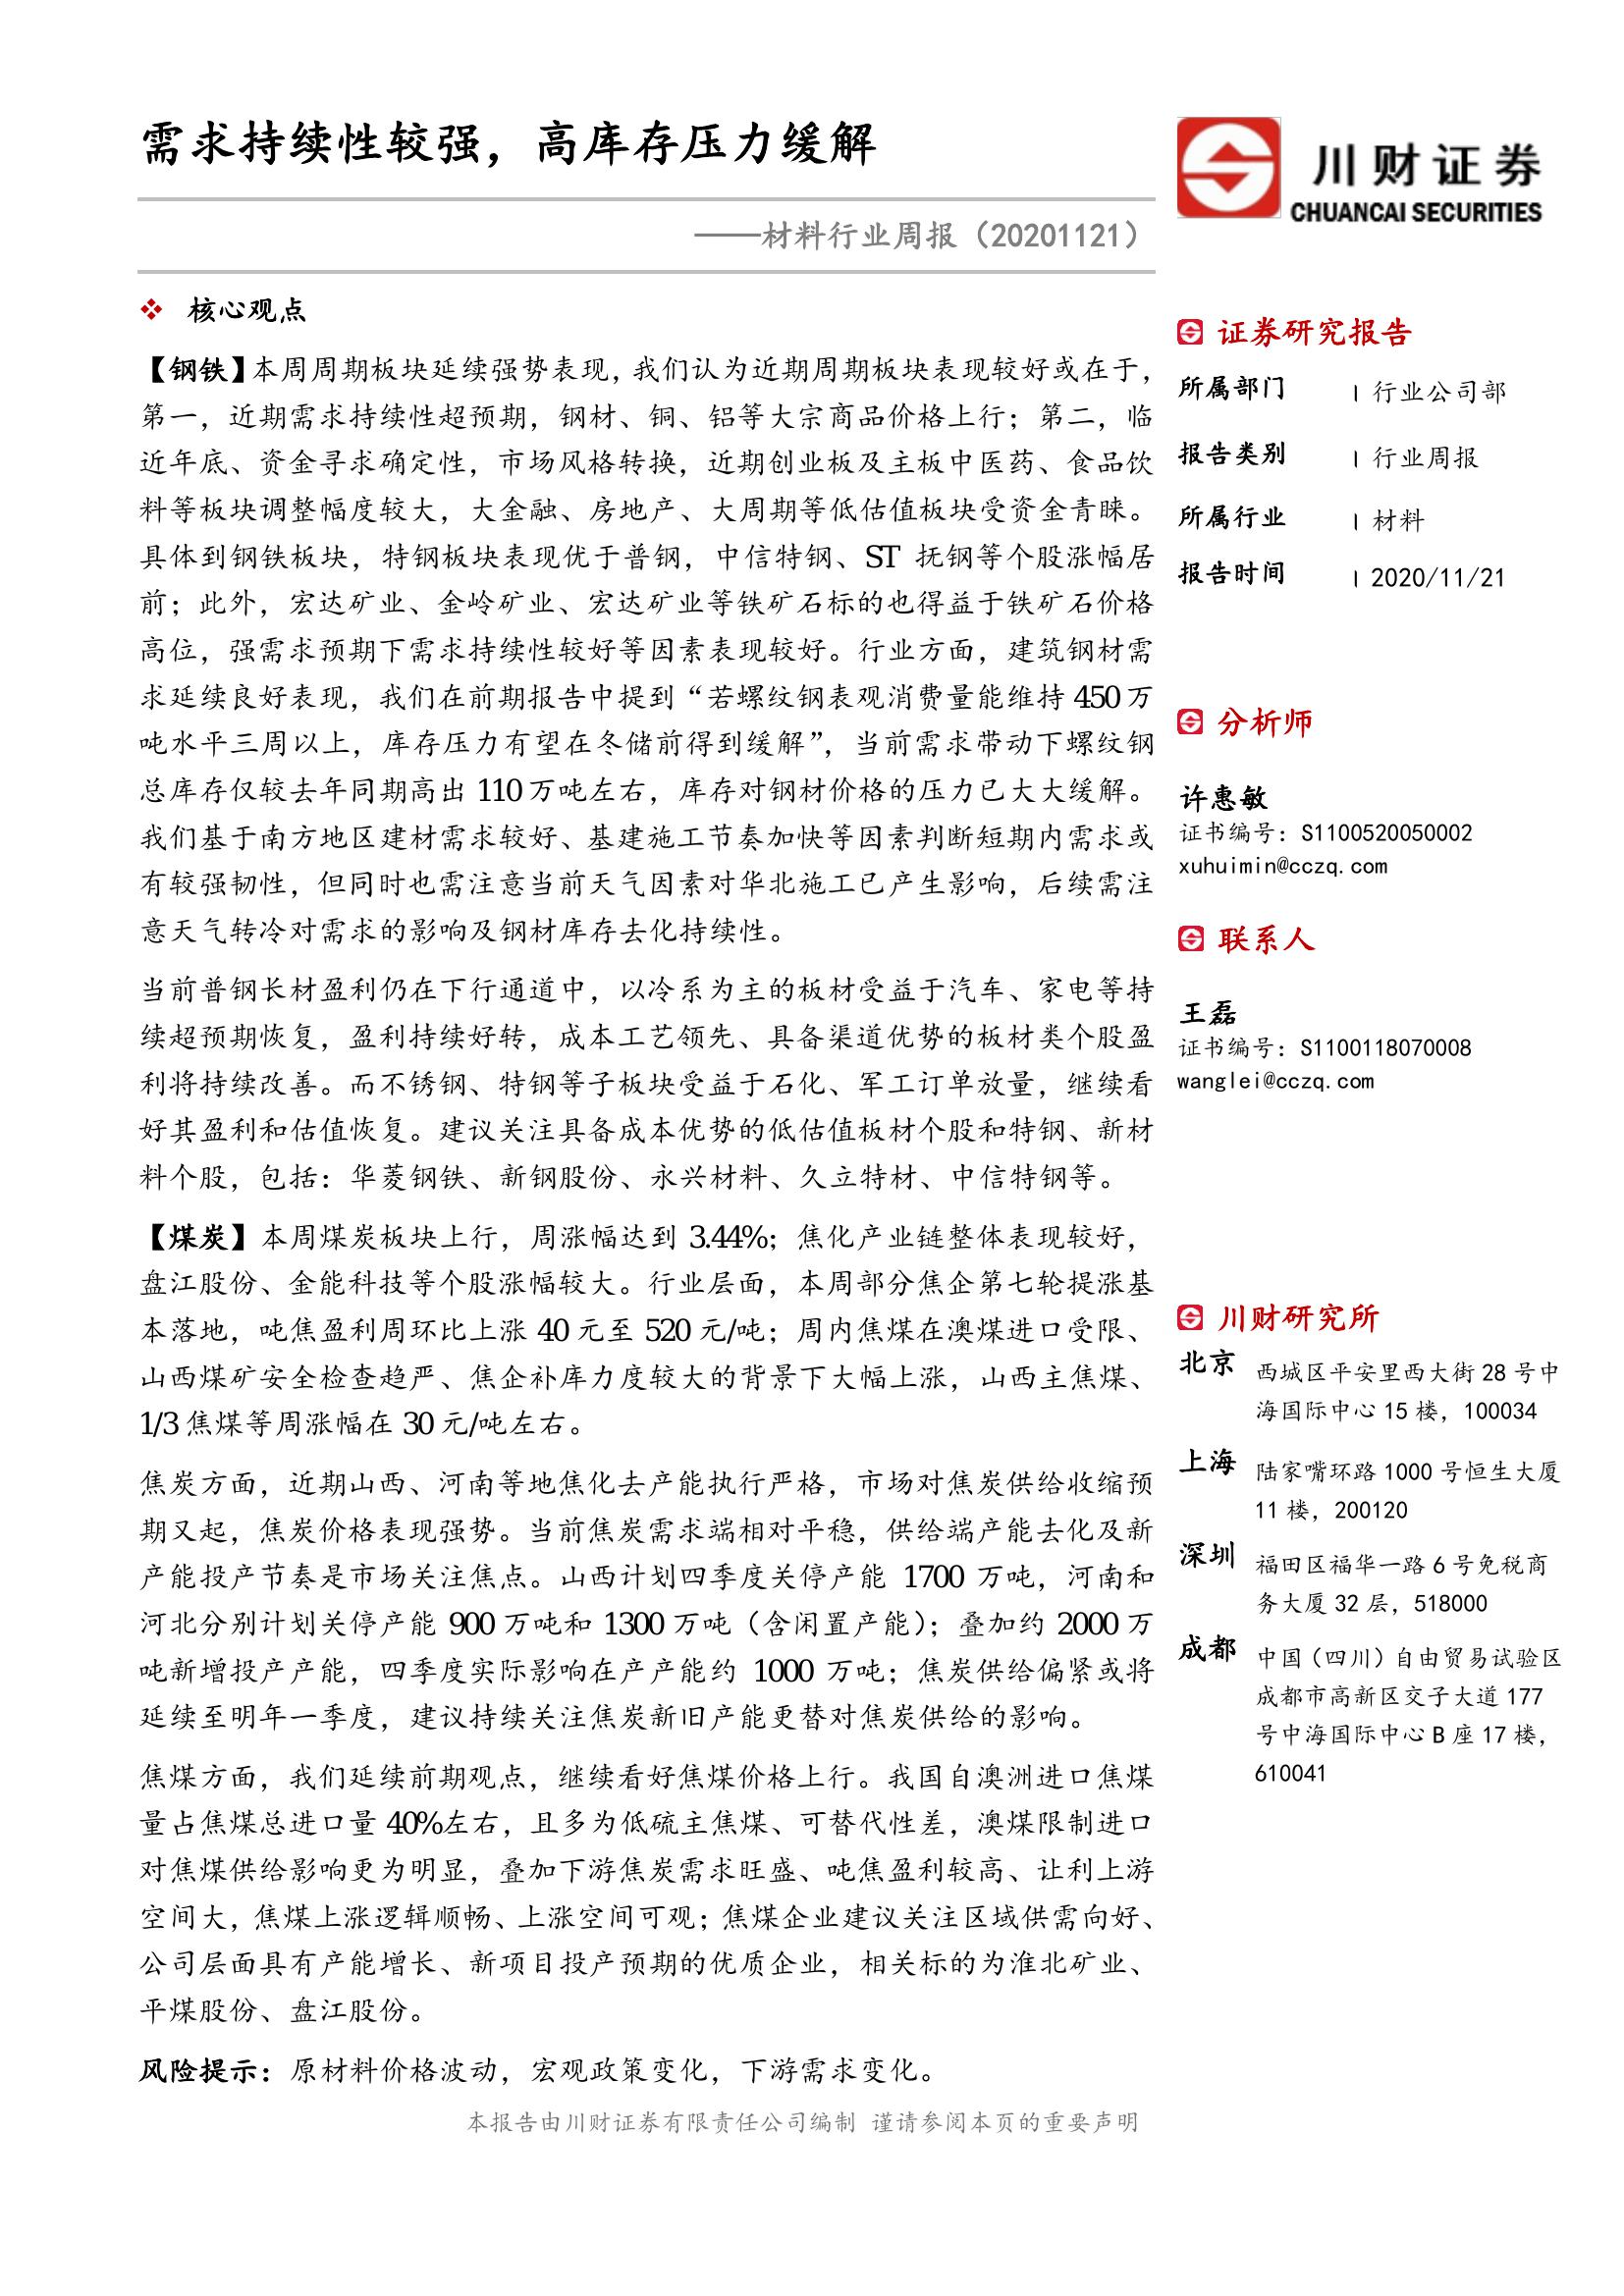 需求持续性较强，高库存压力缓解
——材料行业周报（20201121）
❖ 核心观点
【钢铁】本周周期板块延续强势表现，我们认为近期周期板块表现较好或在于，
第一，近期需求持续性超预期，钢材、铜、铝等大宗商品价格上行；第二，临
近年底、资金寻求确定性，市场风格转换，近期创业板及主板中医药、食品饮
料等板块调整幅度较大，大金融、房地产、大周期等低估值板块受资金青睐。
具体到钢铁板块，特钢板块表现优于普钢，中信特钢、ST 抚钢等个股涨幅居
前；此外，宏达矿业、金岭矿业、宏达矿业等铁矿石标的也得益于铁矿石价格
高位，强需求预期下需求持续性较好等因素表现较好。行业方面，建筑钢材需
求延续良好表现，我们在前期报告中提到“若螺纹钢表观消费量能维持 450 万
吨水平三周以上，库存压力有望在冬储前得到缓解”，当前需求带动下螺纹钢
总库存仅较去年同期高出 110 万吨左右，库存对钢材价格的压力已大大缓解。
我们基于南方地区建材需求较好、基建施工节奏加快等因素判断短期内需求或
有较强韧性，但同时也需注意当前天气因素对华北施工已产生影响，后续需注
意天气转冷对需求的影响及钢材库存去化持续性。
当前普钢长材盈利仍在下行通道中，以冷系为主的板材受益于汽车、家电等持
续超预期恢复，盈利持续好转，成本工艺领先、具备渠道优势的板材类个股盈
利将持续改善。而不锈钢、特钢等子板块受益于石化、军工订单放量，继续看
好其盈利和估值恢复。建议关注具备成本优势的低估值板材个股和特钢、新材
料个股，包括：华菱钢铁、新钢股份、永兴材料、久立特材、中信特钢等。
【煤炭】本周煤炭板块上行，周涨幅达到 3.44%；焦化产业链整体表现较好，
盘江股份、金能科技等个股涨幅较大。行业层面，本周部分焦企第七轮提涨基
本落地，吨焦盈利周环比上涨 40 元至 520 元/吨；周内焦煤在澳煤进口受限、
山西煤矿安全检查趋严、焦企补库力度较大的背景下大幅上涨，山西主焦煤、
1/3 焦煤等周涨幅在 30 元/吨左右。
焦炭方面，近期山西、河南等地焦化去产能执行严格，市场对焦炭供给收缩预
期又起，焦炭价格表现强势。当前焦炭需求端相对平稳，供给端产能去化及新
产能投产节奏是市场关注焦点。山西计划四季度关停产能 1700 万吨，河南和
河北分别计划关停产能 900 万吨和 1300 万吨（含闲置产能）；叠加约 2000 万
吨新增投产产能，四季度实际影响在产产能约 1000 万吨；焦炭供给偏紧或将
延续至明年一季度，建议持续关注焦炭新旧产能更替对焦炭供给的影响。
焦煤方面，我们延续前期观点，继续看好焦煤价格上行。我国自澳洲进口焦煤
量占焦煤总进口量 40%左右，且多为低硫主焦煤、可替代性差，澳煤限制进口
对焦煤供给影响更为明显，叠加下游焦炭需求旺盛、吨焦盈利较高、让利上游
空间大，焦煤上涨逻辑顺畅、上涨空间可观；焦煤企业建议关注区域供需向好、
公司层面具有产能增长、新项目投产预期的优质企业，相关标的为淮北矿业、
平煤股份、盘江股份。
风险提示：原材料价格波动，宏观政策变化，下游需求变化。
川财证券
CHUANCAI SECURITIES
证券研究报告
所属部门 | 行业公司部
报告类别 | 行业周报
所属行业 | 材料
报告时间 | 2020/11/21
分析师
许惠敏
证书编号：S1100520050002
xuhuimin@cczq.com
联系人
王磊
证书编号：S1100118070008
wanglei@cczq.com
川财研究所
北京 西城区平安里西大街 28 号中
海国际中心 15 楼，100034
上海 陆家嘴环路 1000 号恒生大厦
11 楼，200120
深圳 福田区福华一路 6 号免税商
务大厦 32 层，518000
成都 中国（四川）自由贸易试验区
成都市高新区交子大道 177
号中海国际中心 B 座 17 楼，
610041
本报告由川财证券有限责任公司编制 谨请参阅本页的重要声明